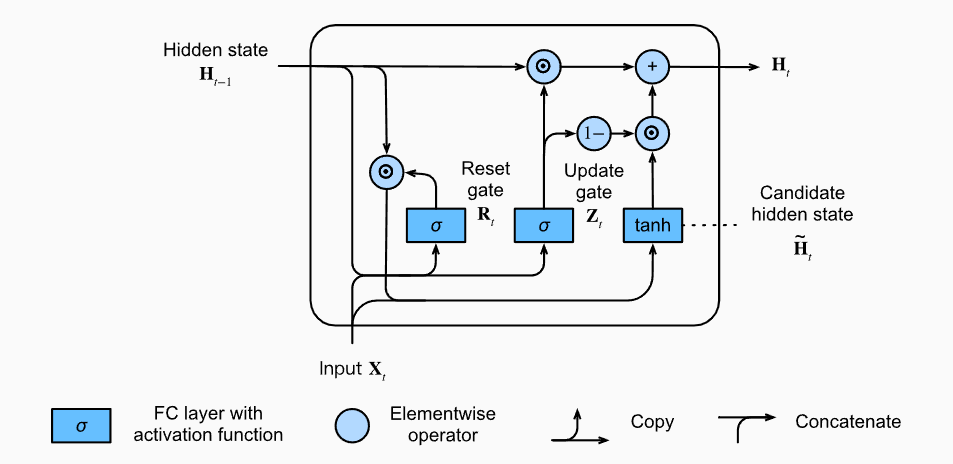 Hidden state
H_{t−1}
⊙
+
H_t
1−
⊙
⊙
Reset
gate
R_t
Update
gate
Z_t
σ
σ
tanh
Candidate
hidden state
H̃_t
Input X_t
σ
FC layer with
activation function
Elementwise
operator
Copy
Concatenate